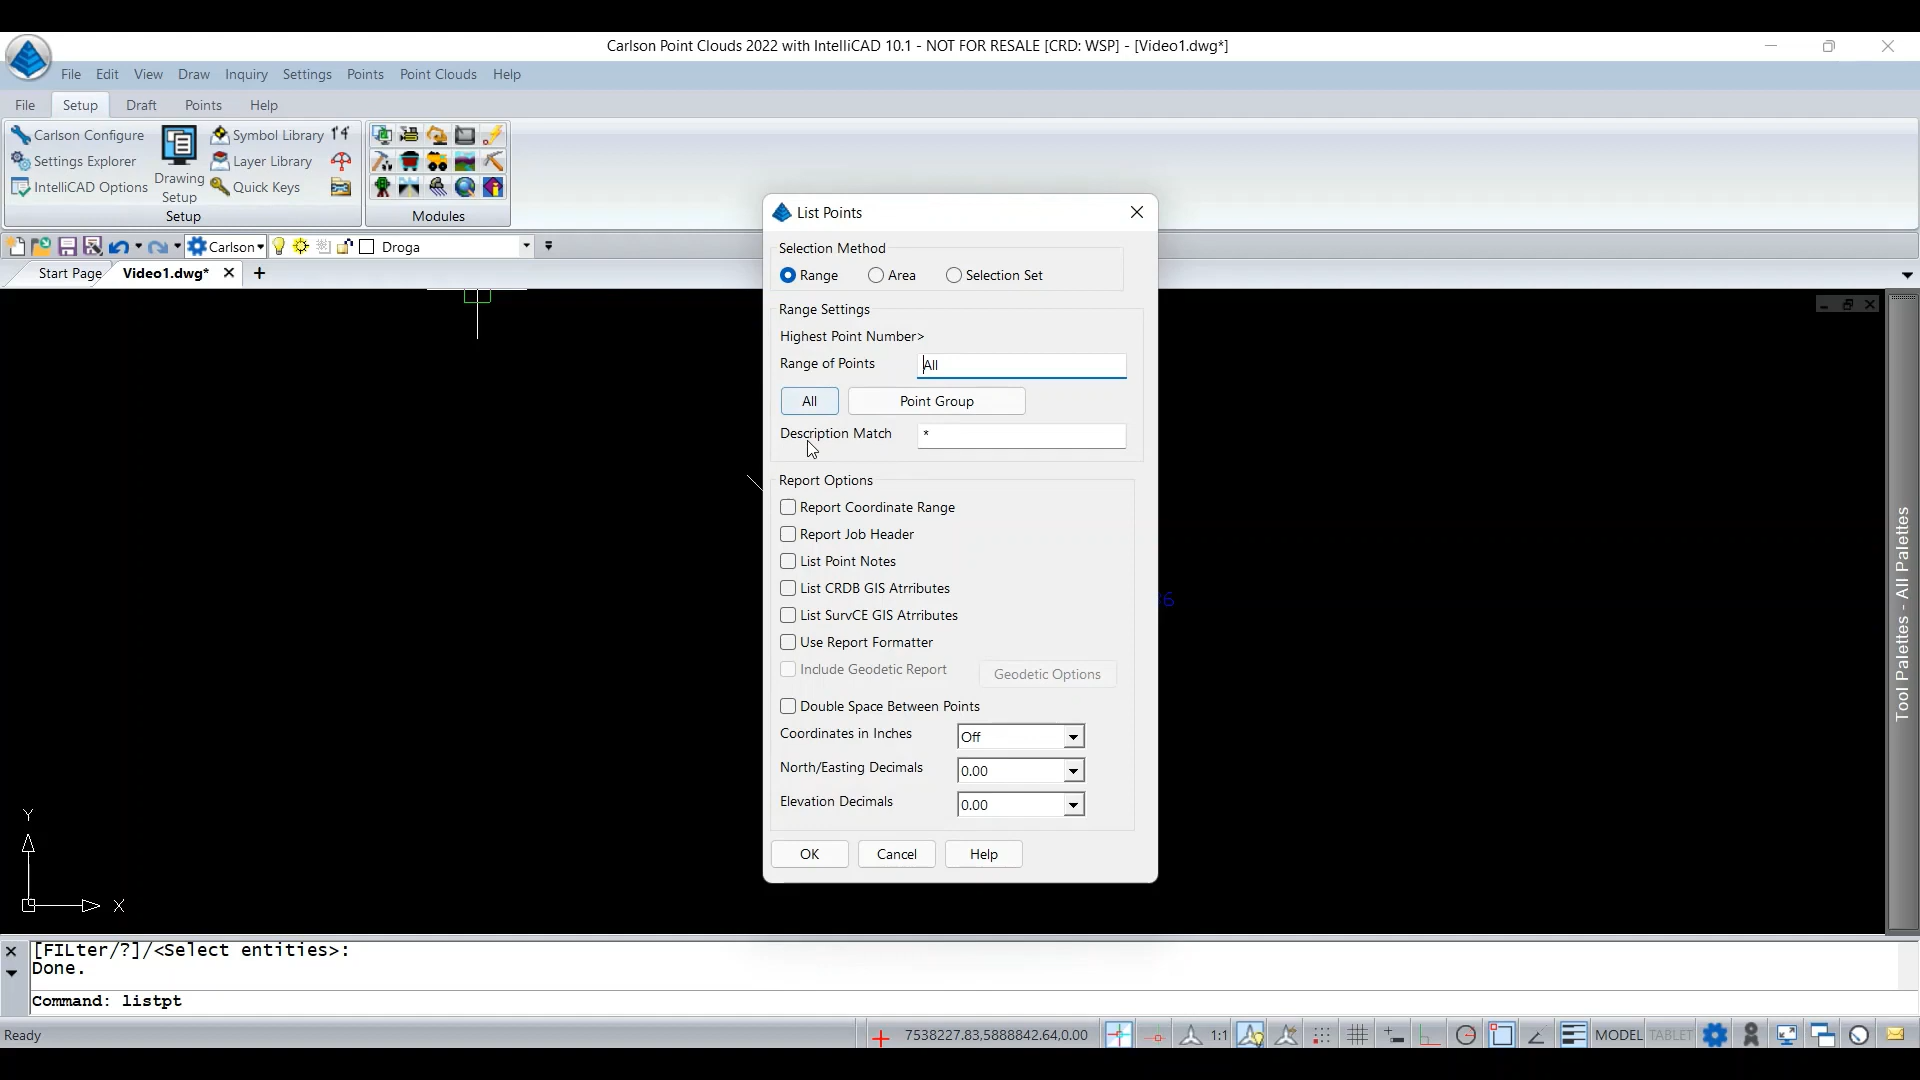 Carlson Point Clouds 2022 with IntelliCAD 10.1 - NOT FOR RESALE [CRD: WSP] - [Video1.dwg*]
File Edit View Draw Inquiry Settings Points Point Clouds Help
File Setup Draft Points Help
Carlson Configure
Settings Explorer
IntelliCAD Options
Drawing
Setup
Symbol Library
Layer Library
Quick Keys
Setup
Modules
Carlson
Droga
Start Page
Video1.dwg*
List Points
Selection Method
Range Area Selection Set
Range Settings
Highest Point Number>
Range of Points All
All Point Group
Description Match *
Report Options
Report Coordinate Range
Report Job Header
List Point Notes
List CRDB GIS Atrributes
List SurvCE GIS Atrributes
Use Report Formatter
Include Geodetic Report Geodetic Options
Double Space Between Points
Coordinates in Inches Off
North/Easting Decimals 0.00
Elevation Decimals 0.00
OK Cancel Help
Tool Palettes - All Palettes
Y
X
[FILter/?]/<Select entities>:
Done.
Command: listpt
Ready
7538227.83,5888842.64,0.00
1:1
MODEL
TABLET